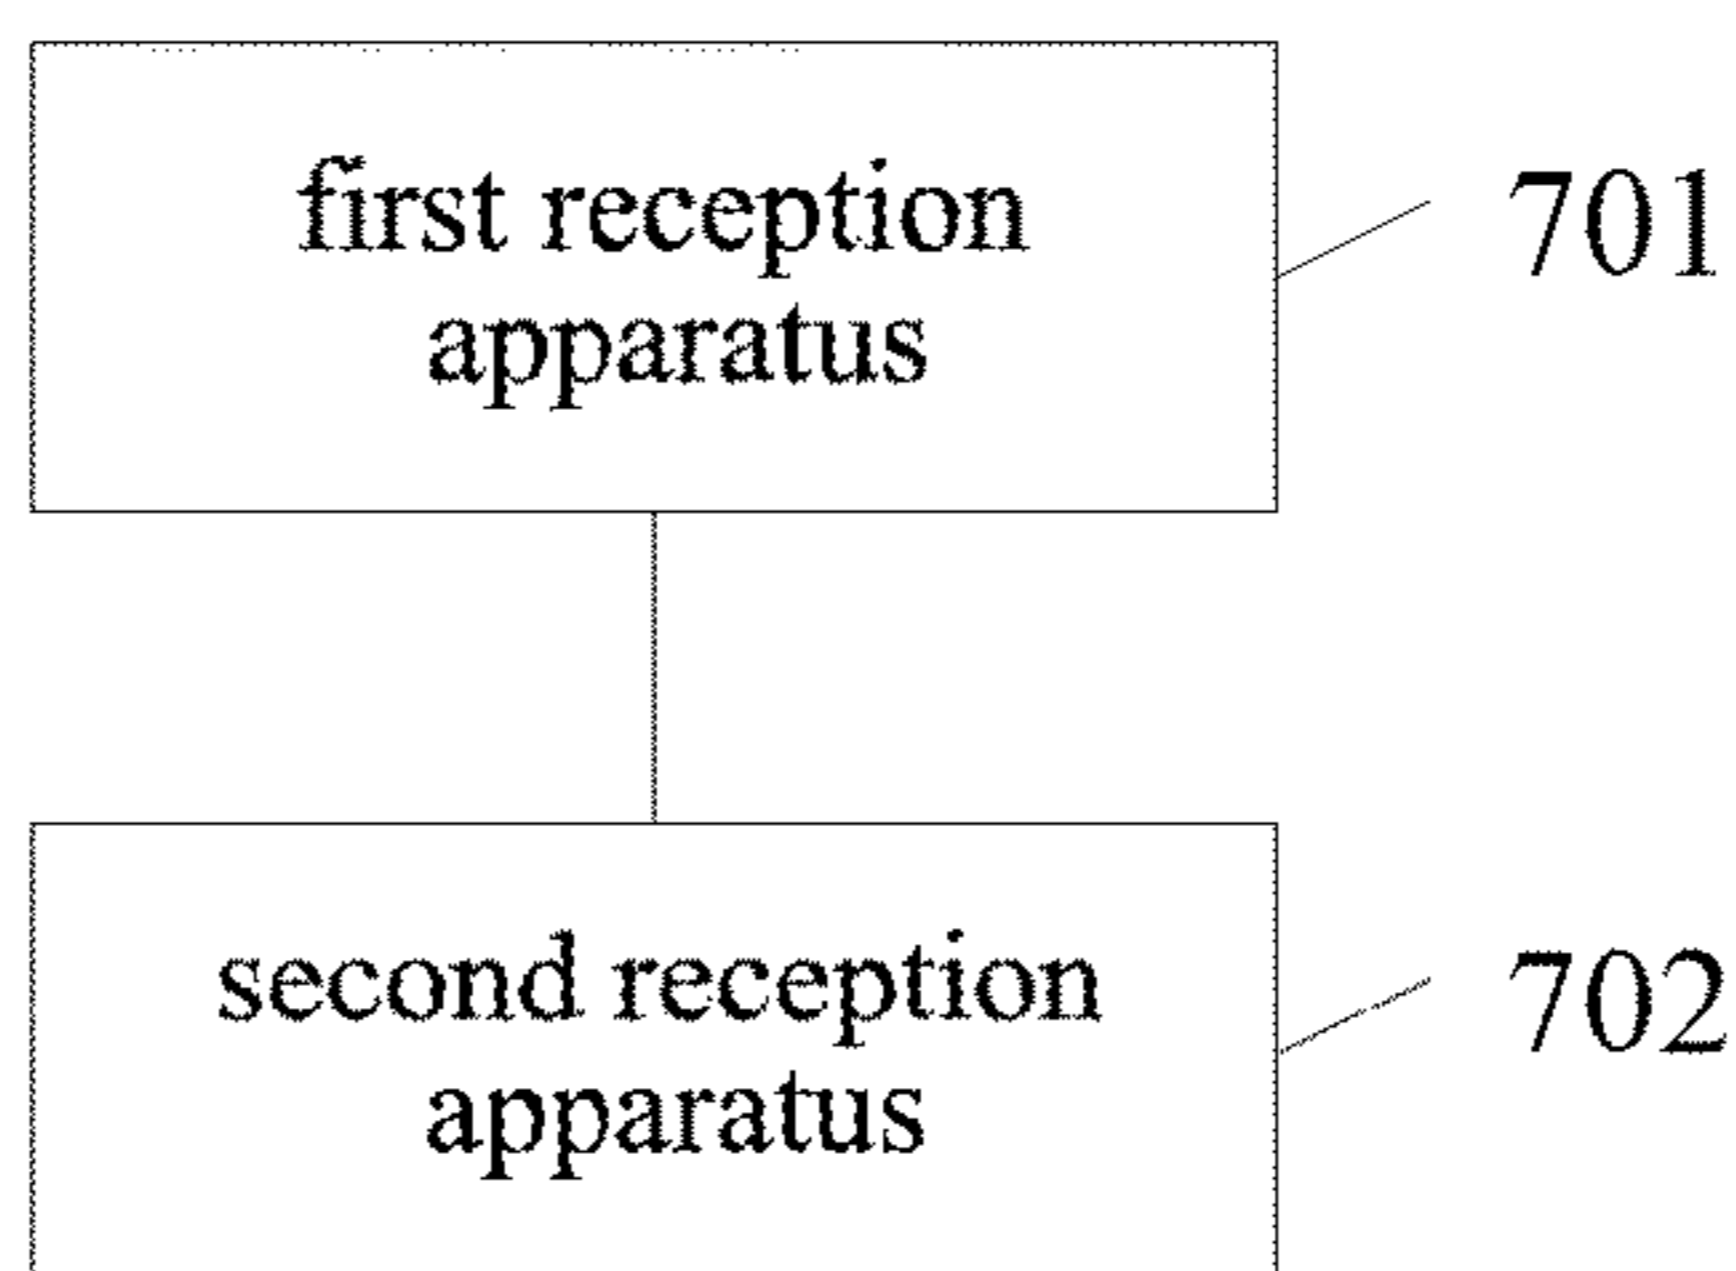 first reception
apparatus
701
second reception
apparatus
702